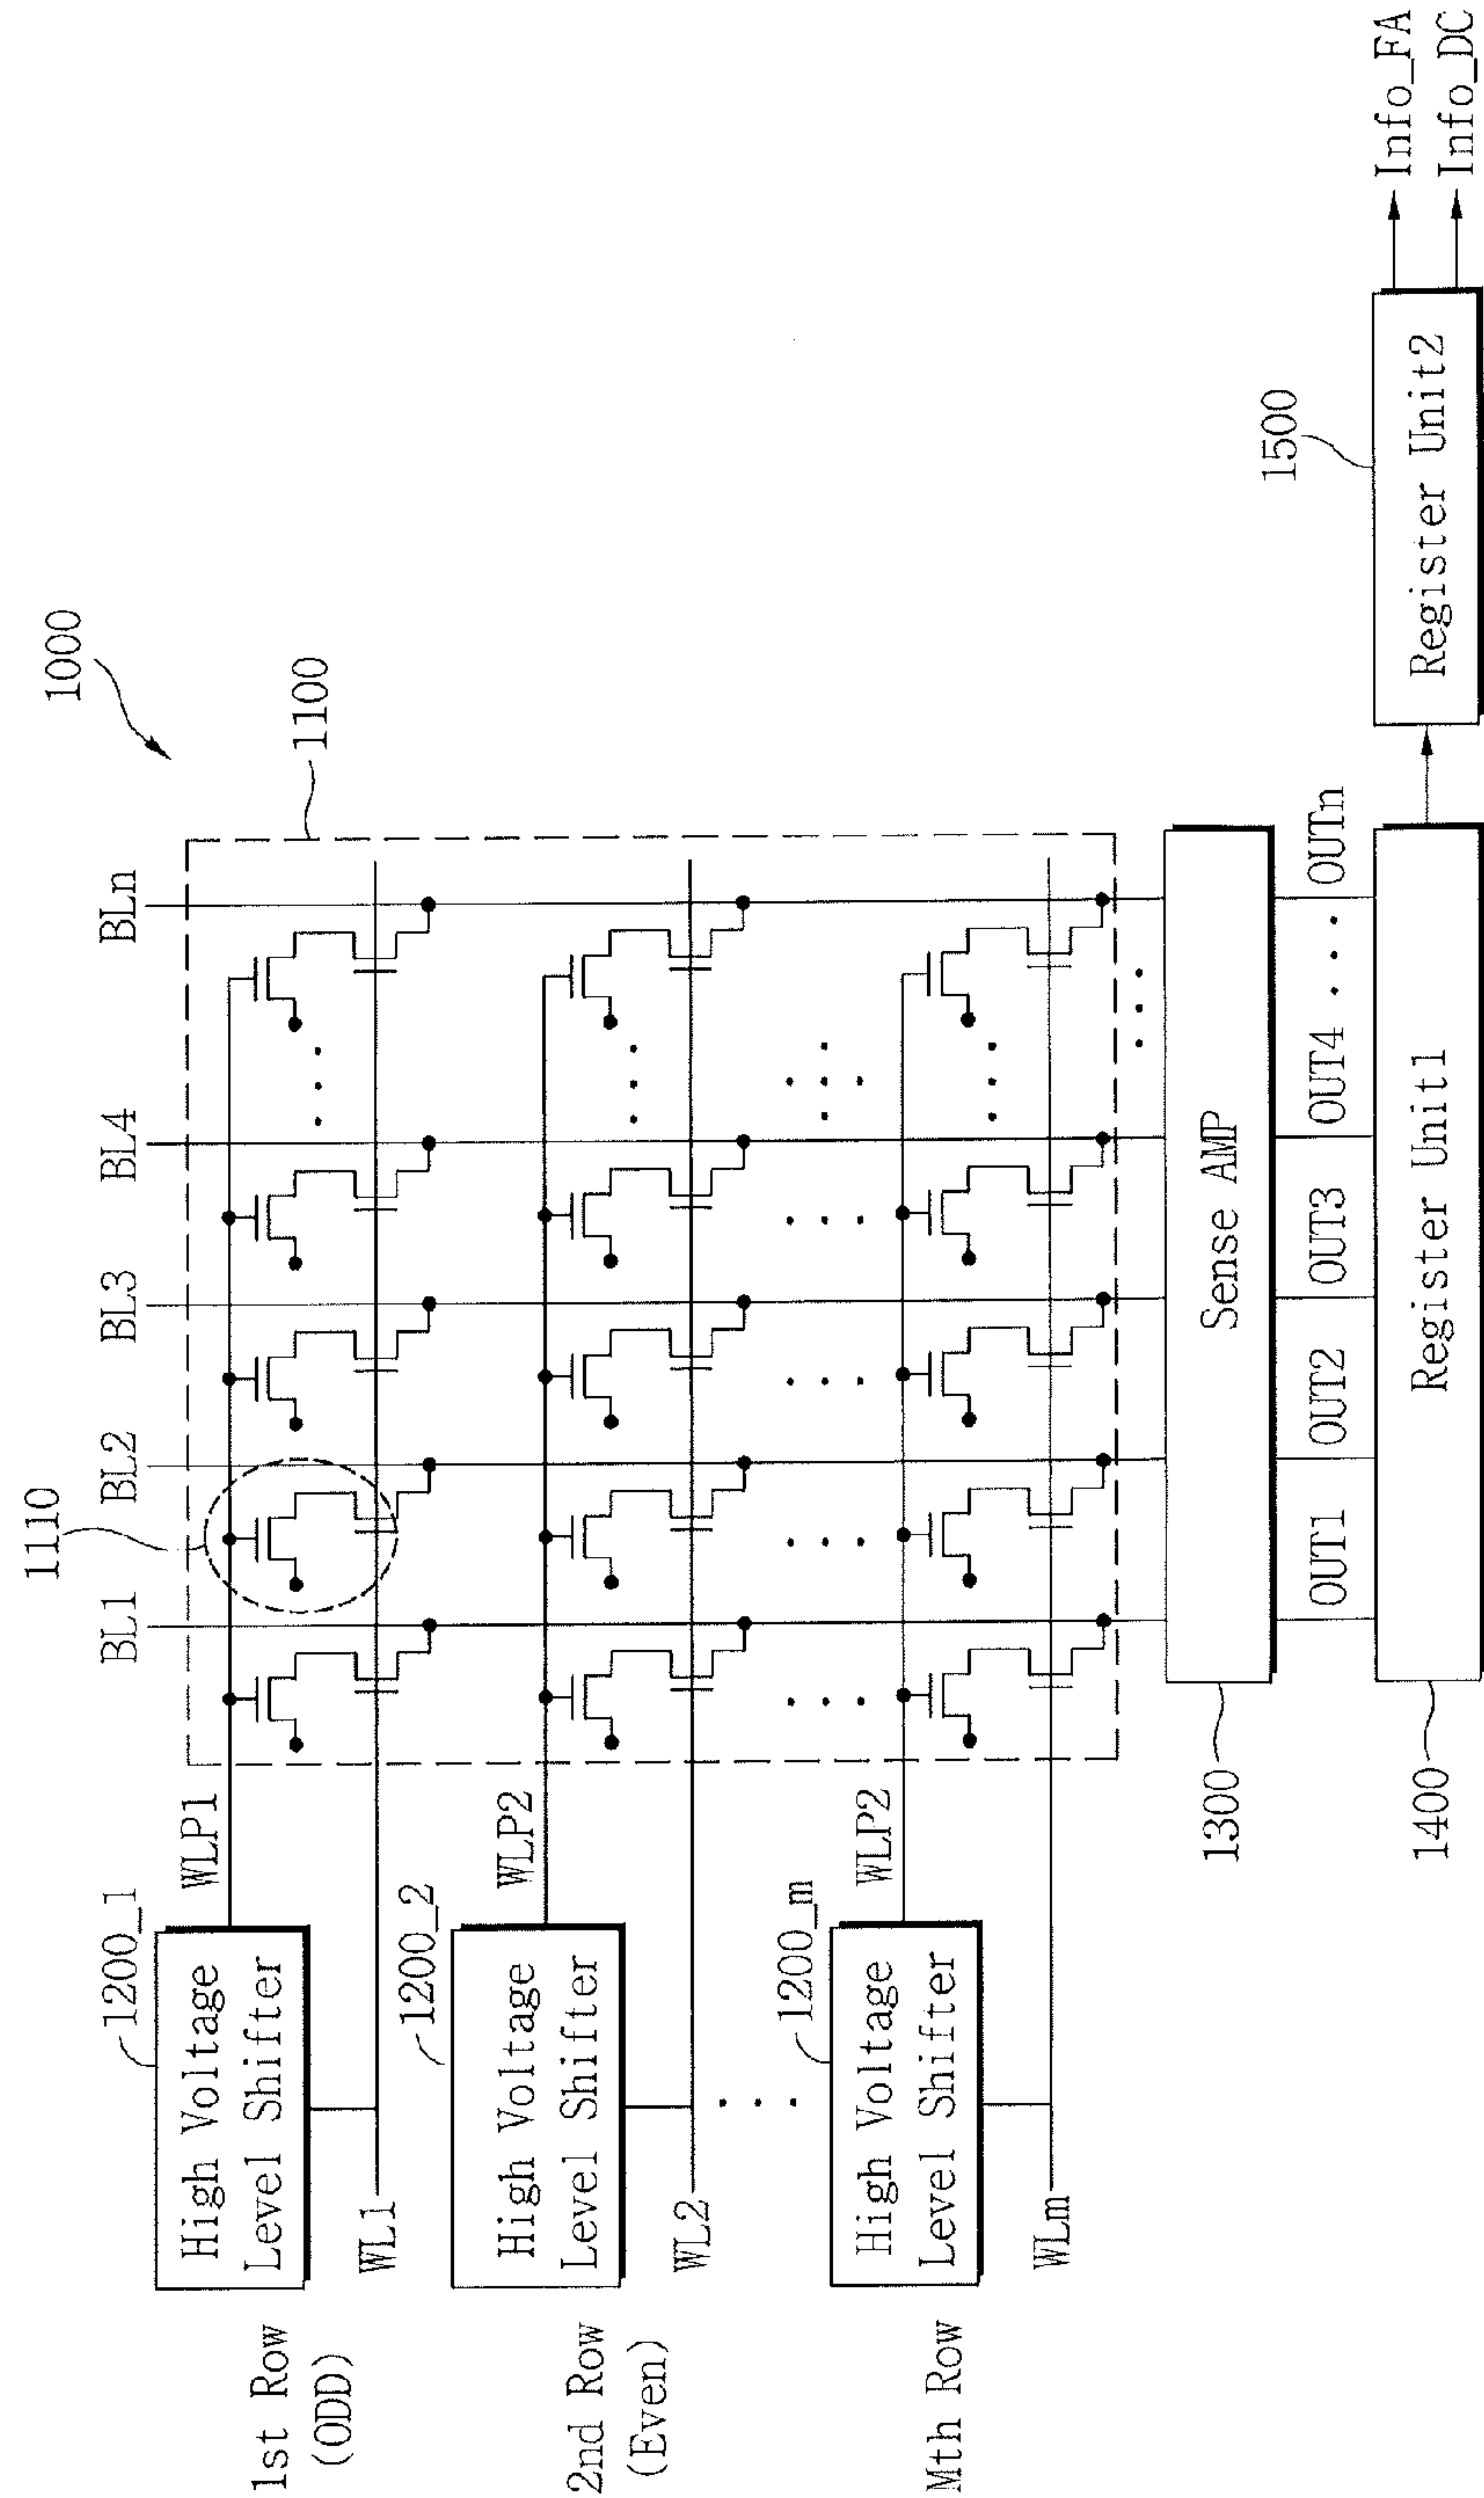 1000
1100
1110
BL1
BL2
BL3
BL4
BLn
1st Row
(ODD)
1200_1
High Voltage
Level Shifter
WLP1
WL1
2nd Row
(Even)
1200_2
High Voltage
Level Shifter
WLP2
WL2
Mth Row
1200_m
High Voltage
Level Shifter
WLP2
WLm
1300
Sense AMP
OUT1
OUT2
OUT3
OUT4
OUTn
1400
Register Unit1
1500
Register Unit2
Info_FA
Info_DC